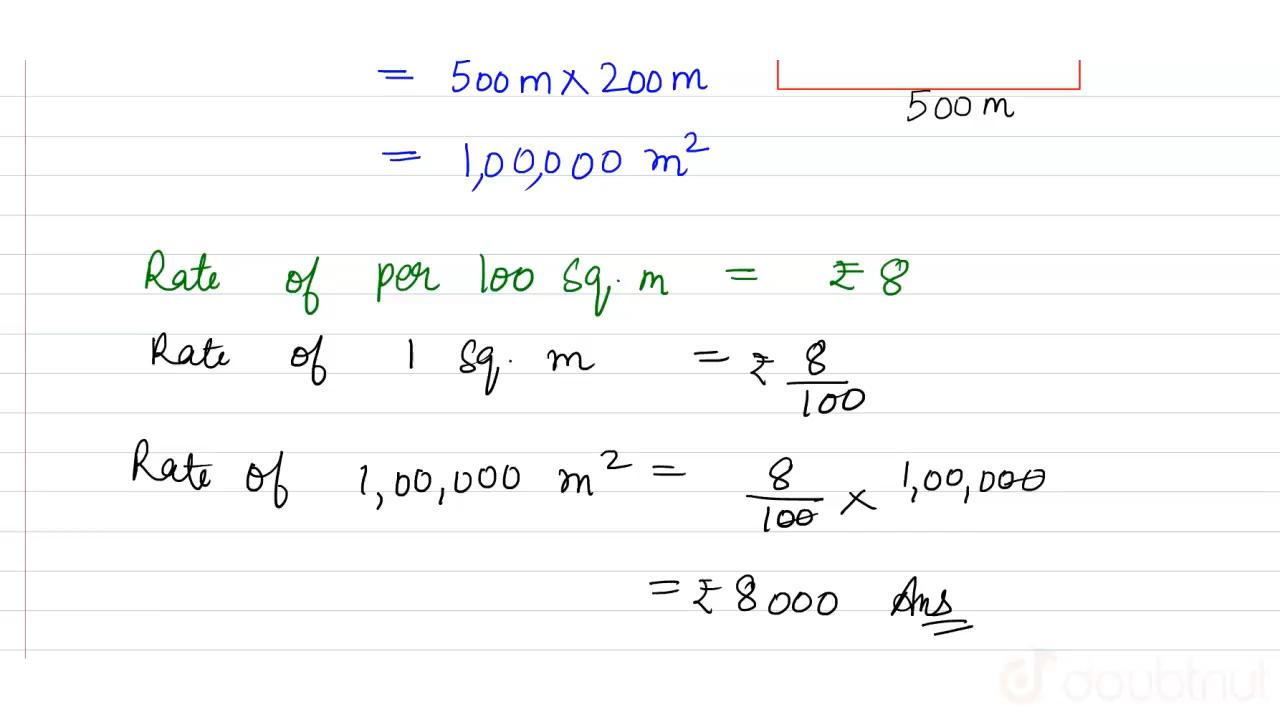 = 500 m × 200 m
500 m
= 1,00,000 m²
Rate of per 100 sq. m = ₹ 8
Rate of 1 sq. m = ₹ 8/100
Rate of 1,00,000 m² = 8/100 × 1,00,000
= ₹ 8000 Ans
doubtnut